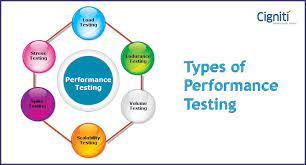 Cigniti
Load
Testing
Stress
Testing
Endurance
Testing
Performance
Testing
Types of
Performance
Testing
Spike
Testing
Volume
Testing
Scalability
Testing